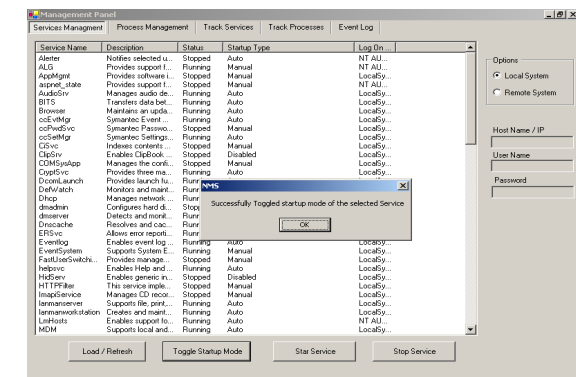 Management Panel
Services Managment Process Management Track Services Track Processes Event Log
Service Name Description Status Startup Type Log On ...
Alerter Notifies selected u... Stopped Auto NT AU...
ALG Provides support f... Running Manual NT AU...
AppMgmt Provides software i... Stopped Manual LocalSy...
aspnet_state Provides support f... Stopped Manual NT AU...
AudioSrv Manages audio de... Running Auto LocalSy...
BITS Transfers data bet... Running Auto LocalSy...
Browser Maintains an upda... Running Auto LocalSy...
ccEvtMgr Symantec Event ... Running Auto LocalSy...
ccPwdSvc Symantec Passwo... Stopped Manual LocalSy...
ccSetMgr Symantec Settings... Running Auto LocalSy...
CiSvc Indexes contents ... Stopped Manual LocalSy...
ClipSrv Enables ClipBook ... Stopped Disabled LocalSy...
COMSysApp Manages the confi... Stopped Manual LocalSy...
CryptSvc Provides three ma... Running Auto LocalSy...
DcomLaunch Provides launch fu...
DefWatch Monitors and maint...
Dhcp Manages network ...
dmadmin Configures hard di...
dmserver Detects and monit...
Dnscache Resolves and cac...
ERSvc Allows error reporti...
Eventlog Enables event log ... Running Auto LocalSy...
EventSystem Supports System E... Running Manual LocalSy...
FastUserSwitchi... Provides manage... Stopped Manual LocalSy...
helpsvc Enables Help and ... Running Auto LocalSy...
HidServ Enables generic in... Stopped Disabled LocalSy...
HTTPFilter This service imple... Stopped Manual LocalSy...
ImapiService Manages CD recor... Stopped Manual LocalSy...
lanmanserver Supports file, print,... Running Auto LocalSy...
lanmanworkstation Creates and maint... Running Auto LocalSy...
LmHosts Enables support fo... Running Auto NT AU...
MDM Supports local and... Running Auto LocalSy...
NMS
Successfully Toggled startup mode of the selected Service
OK
Options
Local System
Remote System
Host Name / IP
User Name
Password
Load / Refresh Toggle Startup Mode Star Service Stop Service